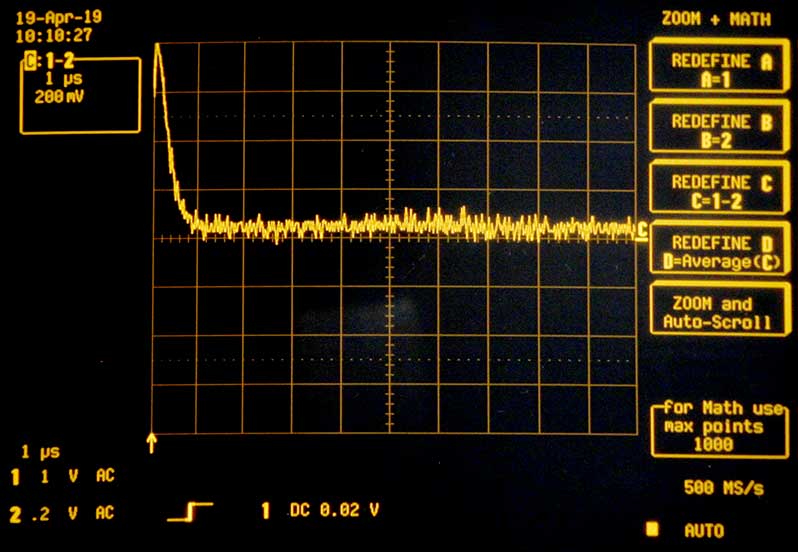 19-Apr-19
10:10:27
C:1-2
1 µs
200mV
ZOOM + MATH
REDEFINE A
A=1
REDEFINE B
B=2
REDEFINE C
C=1-2
REDEFINE D
D=Average(C)
ZOOM and
Auto-Scroll
C
for Math use
max points
1000
1 µs
1 1 V AC
2 .2 V AC
1 DC 0.02 V
500 MS/s
AUTO